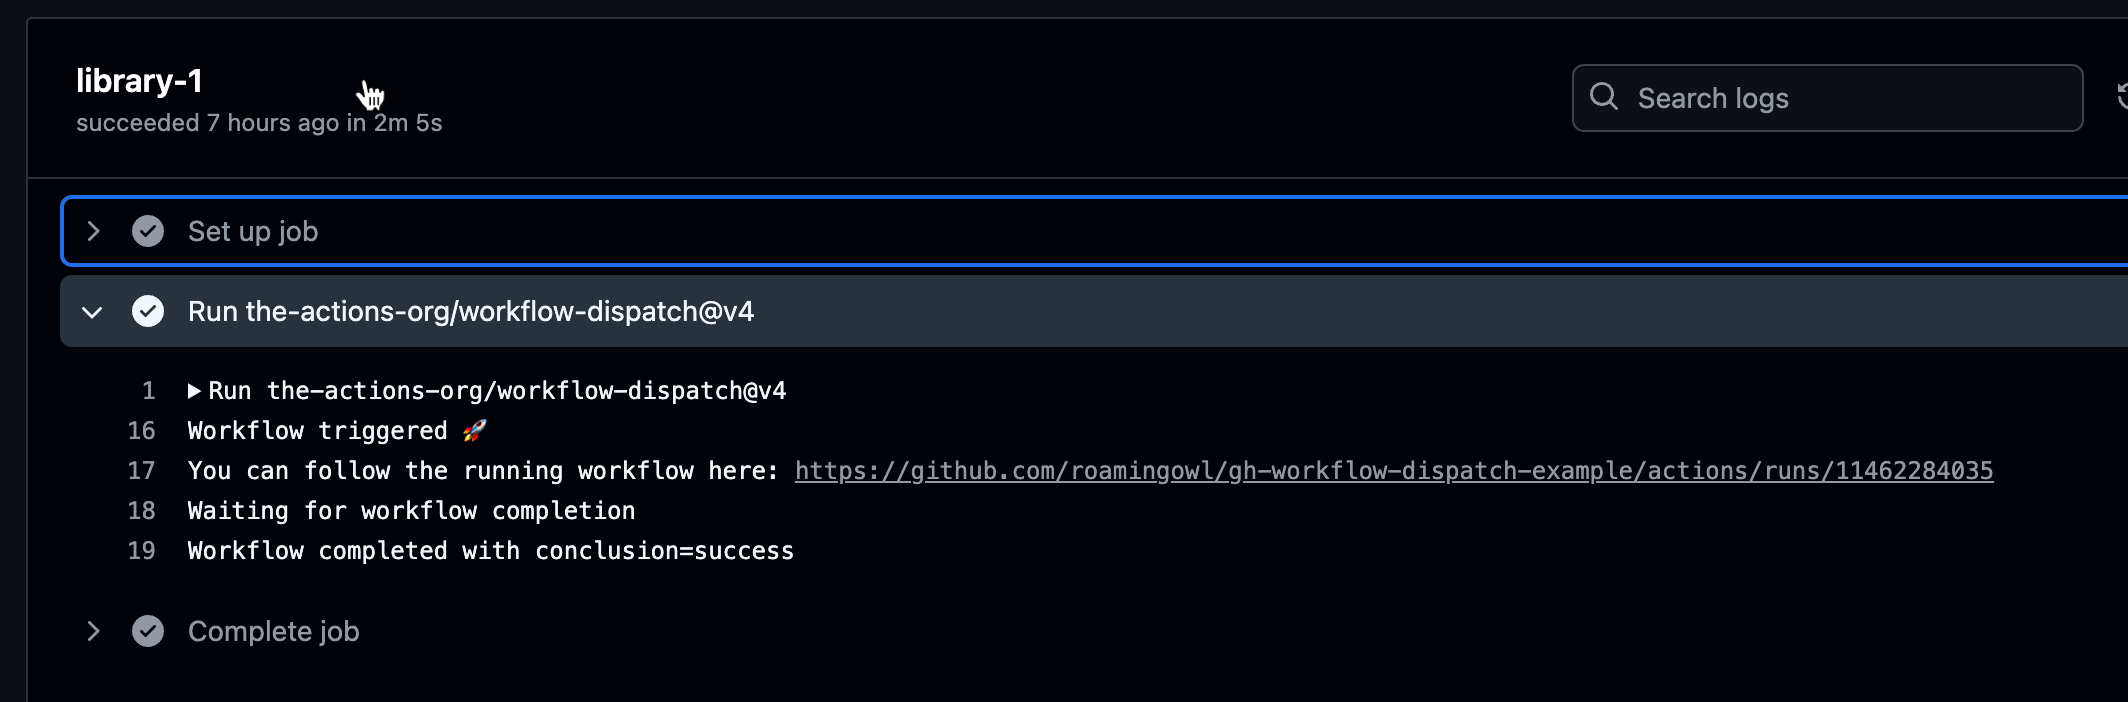 library-1
succeeded 7 hours ago in 2m 5s
Search logs
Set up job
Run the-actions-org/workflow-dispatch@v4
1 ▶ Run the-actions-org/workflow-dispatch@v4
16 Workflow triggered 🚀
17 You can follow the running workflow here: https://github.com/roamingowl/gh-workflow-dispatch-example/actions/runs/11462284035
18 Waiting for workflow completion
19 Workflow completed with conclusion=success
Complete job